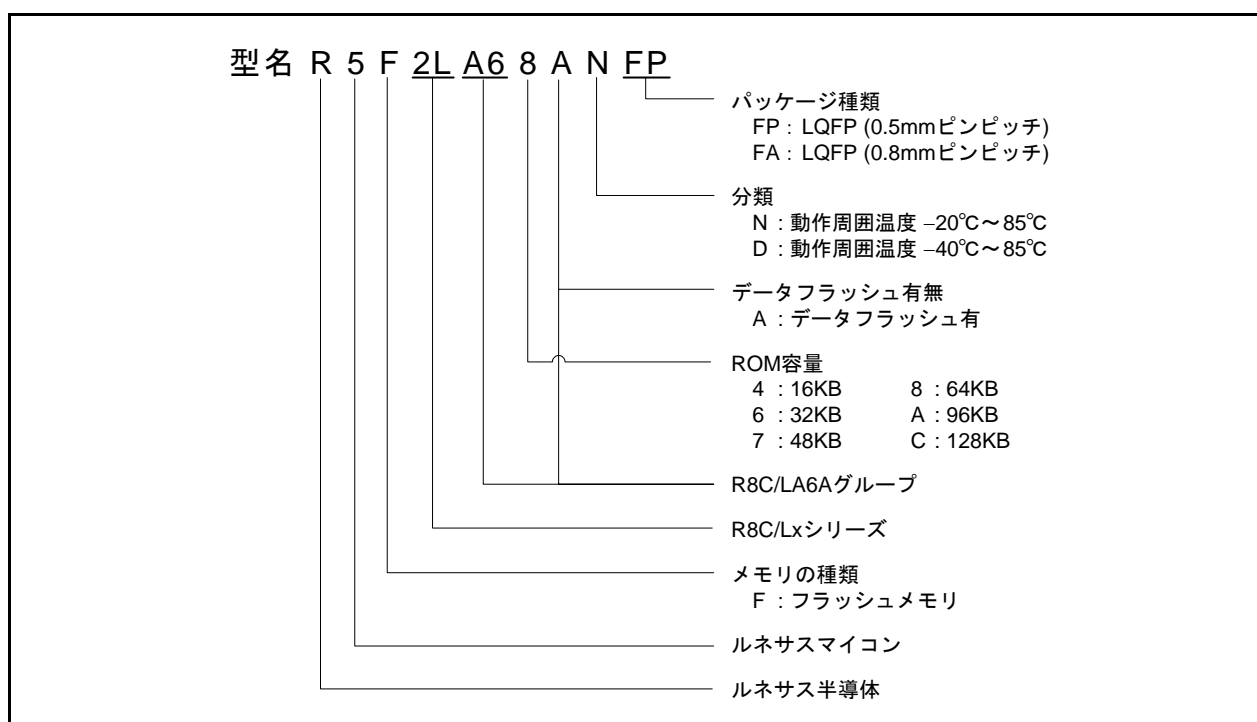 型名 R 5 F 2L A6 8 A N FP
パッケージ種類
FP : LQFP (0.5mmピンピッチ)
FA : LQFP (0.8mmピンピッチ)
分類
N : 動作周囲温度 –20℃～85℃
D : 動作周囲温度 –40℃～85℃
データフラッシュ有無
A : データフラッシュ有
ROM容量
4 : 16KB 8 : 64KB
6 : 32KB A : 96KB
7 : 48KB C : 128KB
R8C/LA6Aグループ
R8C/Lxシリーズ
メモリの種類
F : フラッシュメモリ
ルネサスマイコン
ルネサス半導体